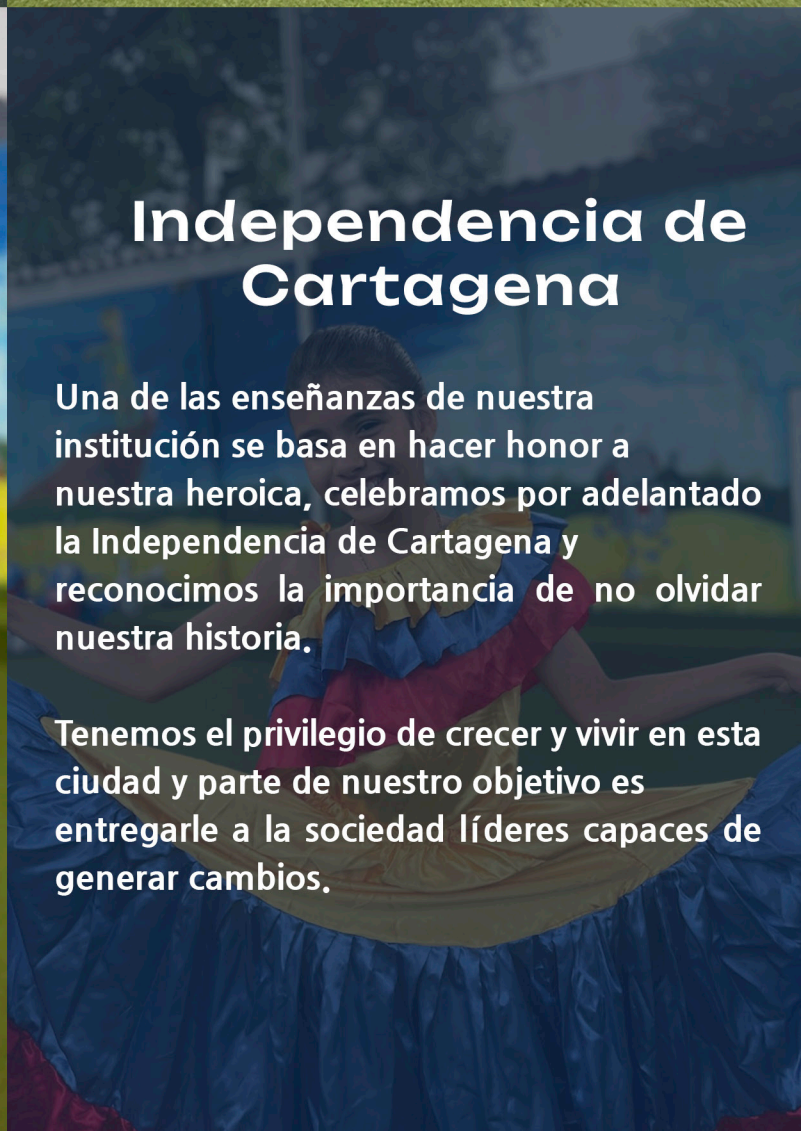 Independencia de
Cartagena
Una de las enseñanzas de nuestra
institución se basa en hacer honor a
nuestra heroica, celebramos por adelantado
la Independencia de Cartagena y
reconocimos la importancia de no olvidar
nuestra historia.
Tenemos el privilegio de crecer y vivir en esta
ciudad y parte de nuestro objetivo es
entregarle a la sociedad líderes capaces de
generar cambios.